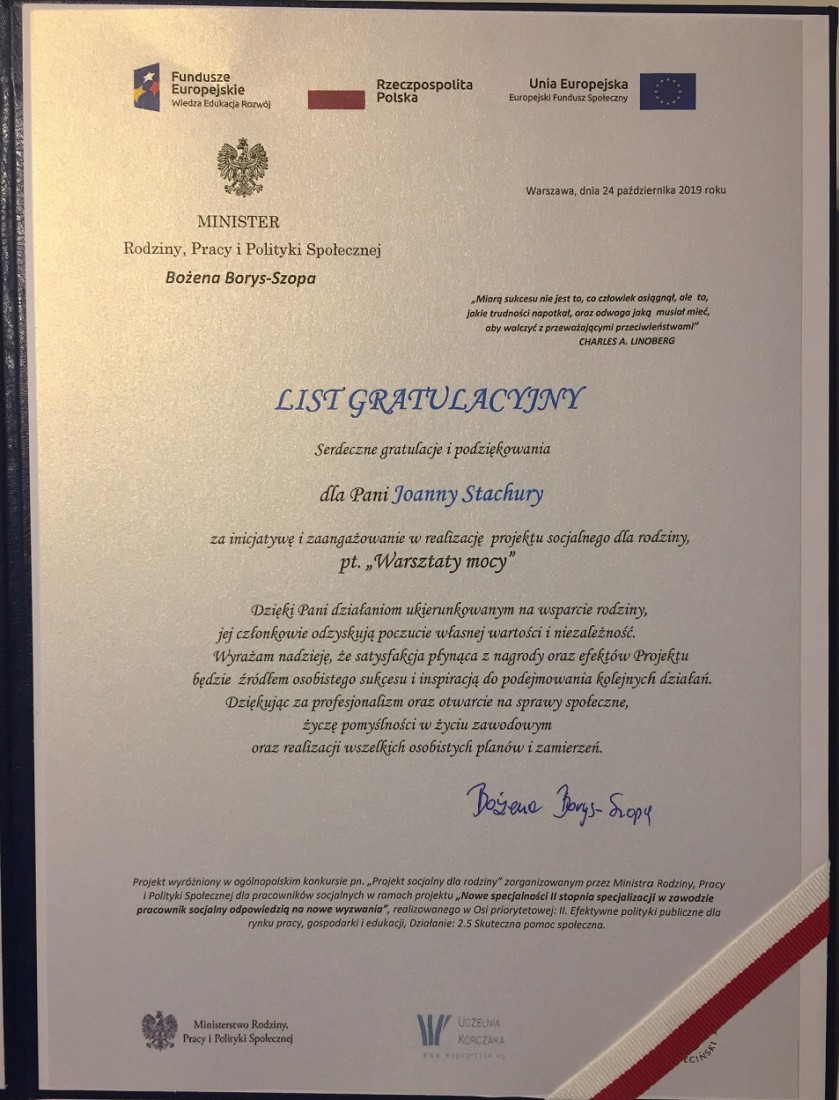 Fundusze
Europejskie
Wiedza Edukacja Rozwój
Rzeczpospolita
Polska
Unia Europejska
Europejski Fundusz Społeczny
Warszawa, dnia 24 października 2019 roku
MINISTER
Rodziny, Pracy i Polityki Społecznej
Bożena Borys-Szopa
„Miarą sukcesu nie jest to, co człowiek osiągnął, ale to,
jakie trudności napotkał, oraz odwaga jaką musiał mieć,
aby walczyć z przeważającymi przeciwieństwami”
CHARLES A. LINOBERG
LIST GRATULACYJNY
Serdeczne gratulacje i podziękowania
dla Pani Joanny Stachury
za inicjatywę i zaangażowanie w realizację projektu socjalnego dla rodziny,
pt. „Warsztaty mocy”
Dzięki Pani działaniom ukierunkowanym na wsparcie rodziny,
jej członkowie odzyskują poczucie własnej wartości i niezależność.
Wyrażam nadzieję, że satysfakcja płynąca z nagrody oraz efektów Projektu
będzie źródłem osobistego sukcesu i inspiracją do podejmowania kolejnych działań.
Dziękując za profesjonalizm oraz otwarcie na sprawy społeczne,
życzę pomyślności w życiu zawodowym
oraz realizacji wszelkich osobistych planów i zamierzeń.
Bożena Borys-Szopa
Projekt wyróżniony w ogólnopolskim konkursie pn. „Projekt socjalny dla rodziny” zorganizowanym przez Ministra Rodziny, Pracy
i Polityki Społecznej dla pracowników socjalnych w ramach projektu „Nowe specjalności II stopnia specjalizacji w zawodzie
pracownik socjalny odpowiedzią na nowe wyzwania”, realizowanego w Osi priorytetowej: II. Efektywne polityki publiczne dla
rynku pracy, gospodarki i edukacji, Działanie: 2.5 Skuteczna pomoc społeczna.
Ministerstwo Rodziny,
Pracy i Polityki Społecznej
UCZELNIA
KORCZAKA